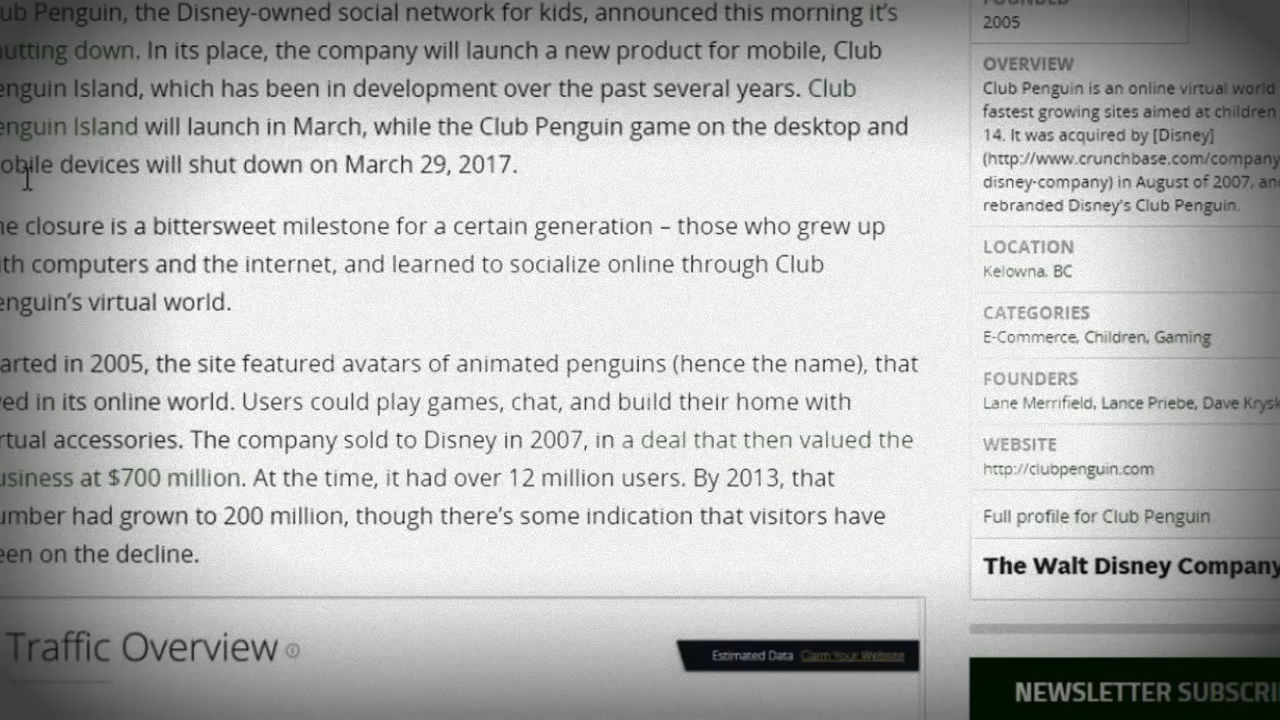 ub Penguin, the Disney-owned social network for kids, announced this morning it's
utting down. In its place, the company will launch a new product for mobile, Club
enguin Island, which has been in development over the past several years. Club
enguin Island will launch in March, while the Club Penguin game on the desktop and
obile devices will shut down on March 29, 2017.
he closure is a bittersweet milestone for a certain generation – those who grew up
ith computers and the internet, and learned to socialize online through Club
enguin's virtual world.
arted in 2005, the site featured avatars of animated penguins (hence the name), that
ved in its online world. Users could play games, chat, and build their home with
rtual accessories. The company sold to Disney in 2007, in a deal that then valued the
usiness at $700 million. At the time, it had over 12 million users. By 2013, that
umber had grown to 200 million, though there's some indication that visitors have
een on the decline.
Traffic Overview
Estimated Data Claim Your Website
FOUNDED
2005
OVERVIEW
Club Penguin is an online virtual world
fastest growing sites aimed at children
14. It was acquired by [Disney]
(http://www.crunchbase.com/company
disney-company) in August of 2007, an
rebranded Disney's Club Penguin.
LOCATION
Kelowna, BC
CATEGORIES
E-Commerce, Children, Gaming
FOUNDERS
Lane Merrifield, Lance Priebe, Dave Krysk
WEBSITE
http://clubpenguin.com
Full profile for Club Penguin
The Walt Disney Company
NEWSLETTER SUBSCRI